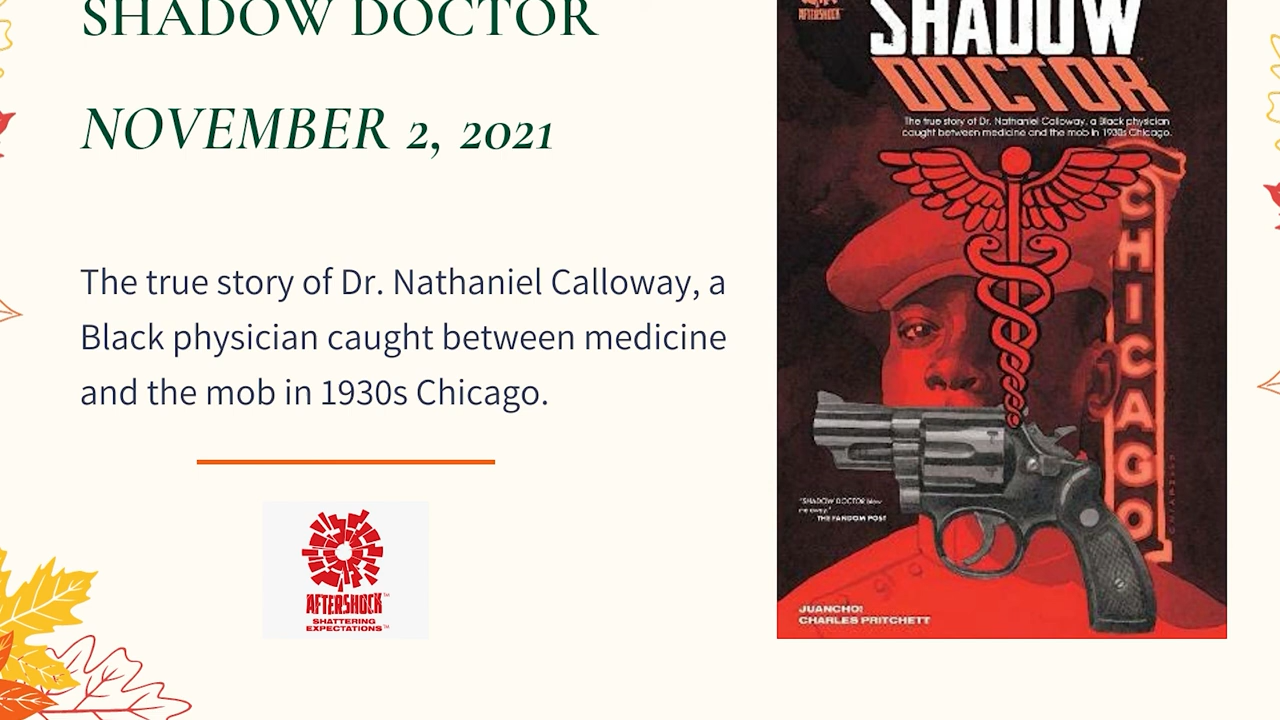 SHADOW DOCTOR
NOVEMBER 2, 2021
The true story of Dr. Nathaniel Calloway, a
Black physician caught between medicine
and the mob in 1930s Chicago.
AFTERSHOCK™
SHATTERING
EXPECTATIONS™
AFTERSHOCK
SHADOW
DOCTOR
The true story of Dr. Nathaniel Calloway, a Black physician
caught between medicine and the mob in 1930s Chicago.
CHICAGO
"SHADOW DOCTOR blew
me away."
THE FANDOM POST
JUANCHO!
CHARLES PRITCHETT